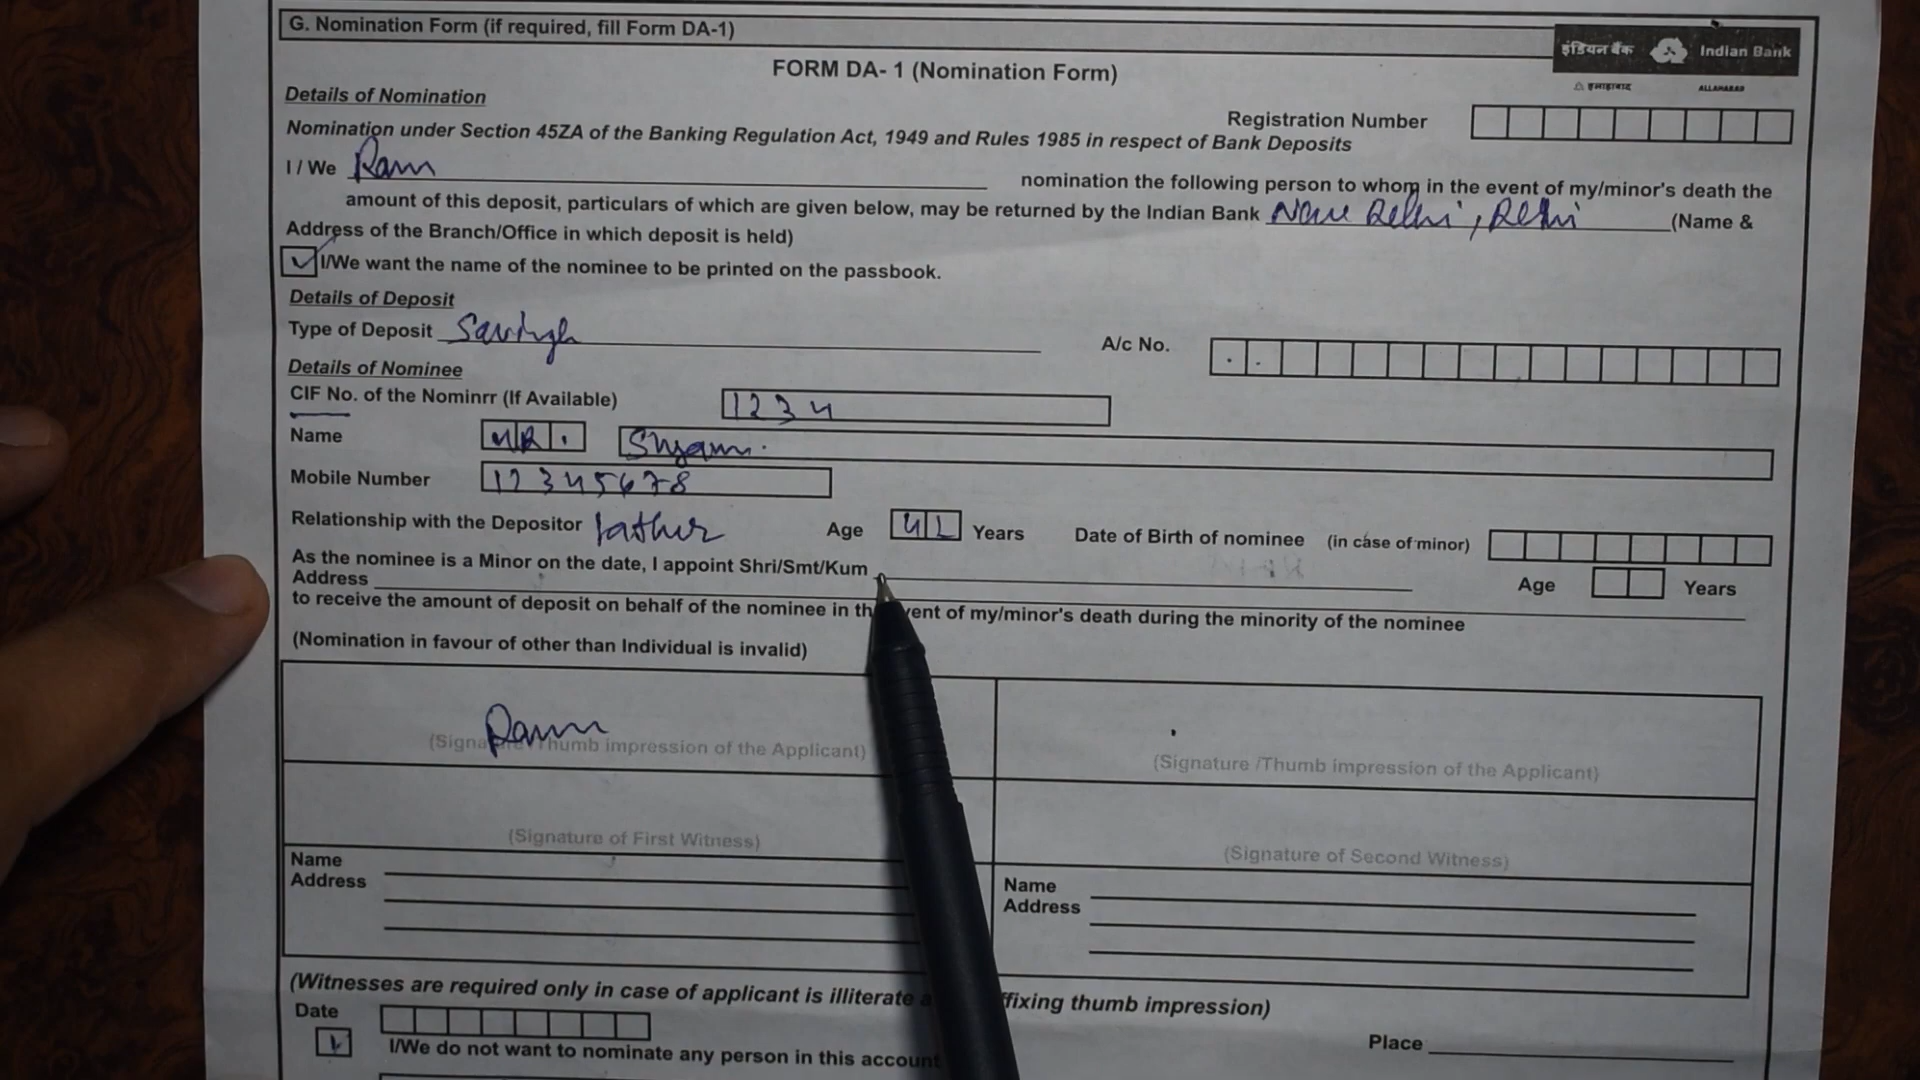 G. Nomination Form (if required, fill Form DA-1)
इंडियन बैंक Indian Bank
△ इलाहाबाद ALLAHABAD
FORM DA- 1 (Nomination Form)
Details of Nomination
Registration Number
Nomination under Section 45ZA of the Banking Regulation Act, 1949 and Rules 1985 in respect of Bank Deposits
I / We Ram nomination the following person to whom in the event of my/minor's death the
amount of this deposit, particulars of which are given below, may be returned by the Indian Bank New Delhi, Delhi (Name &
Address of the Branch/Office in which deposit is held)
I/We want the name of the nominee to be printed on the passbook.
Details of Deposit
Type of Deposit
A/c No.
Details of Nominee
CIF No. of the Nominrr (If Available) 1234
Name MR. Shyam.
Mobile Number 12345678
Relationship with the Depositor father Age Years Date of Birth of nominee (in case of minor)
As the nominee is a Minor on the date, I appoint Shri/Smt/Kum
Address Age Years
to receive the amount of deposit on behalf of the nominee in th vent of my/minor's death during the minority of the nominee
(Nomination in favour of other than Individual is invalid)
Ram
(Signa Thumb impression of the Applicant)
(Signature /Thumb impression of the Applicant)
(Signature of First Witness)
(Signature of Second Witness)
Name
Address
Name
Address
(Witnesses are required only in case of applicant is illiterate a ffixing thumb impression)
Date
Place
I/We do not want to nominate any person in this account